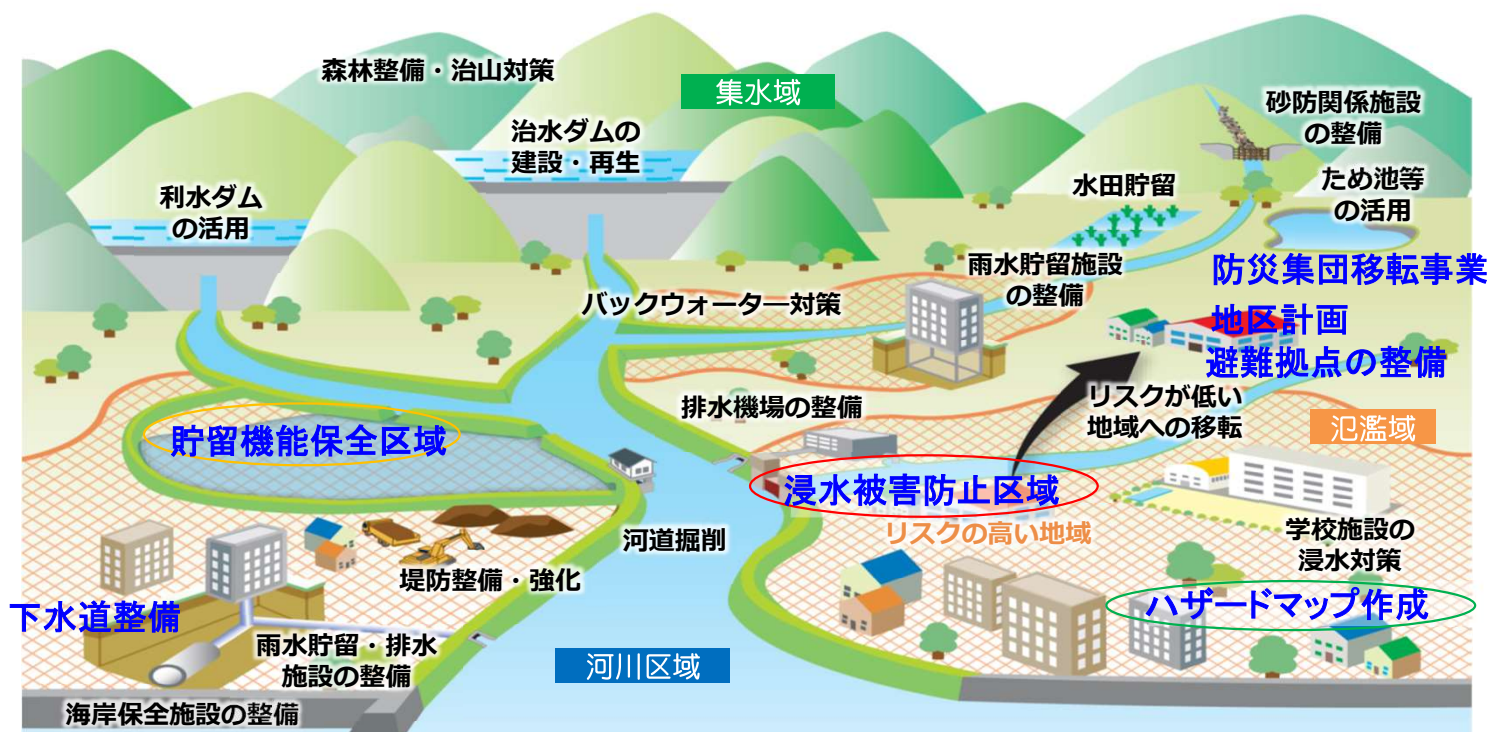 森林整備・治山対策
集水域
治水ダムの
建設・再生
砂防関係施設
の整備
利水ダム
の活用
水田貯留
ため池等
の活用
雨水貯留施設
の整備
バックウォーター対策
防災集団移転事業
地区計画
避難拠点の整備
排水機場の整備
リスクが低い
地域への移転
氾濫域
貯留機能保全区域
浸水被害防止区域
リスクの高い地域
河道掘削
学校施設の
浸水対策
堤防整備・強化
下水道整備
ハザードマップ作成
雨水貯留・排水
施設の整備
河川区域
海岸保全施設の整備